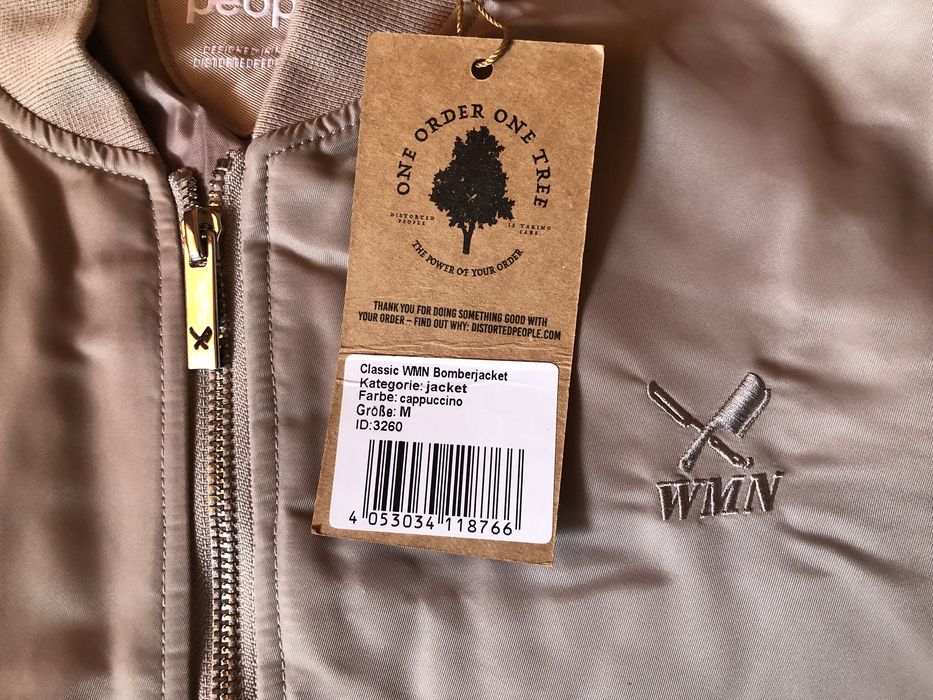 DESIGNED IN
ONE ORDER ONE TREE
DISTORTED
PEOPLE
IS TAKING
CARE
THE POWER OF YOUR ORDER
THANK YOU FOR DOING SOMETHING GOOD WITH
YOUR ORDER – FIND OUT WHY: DISTORTEDPEOPLE.COM
Classic WMN Bomberjacket
Kategorie: jacket
Farbe: cappuccino
Größe: M
ID:3260
4 053034 118766
WMN